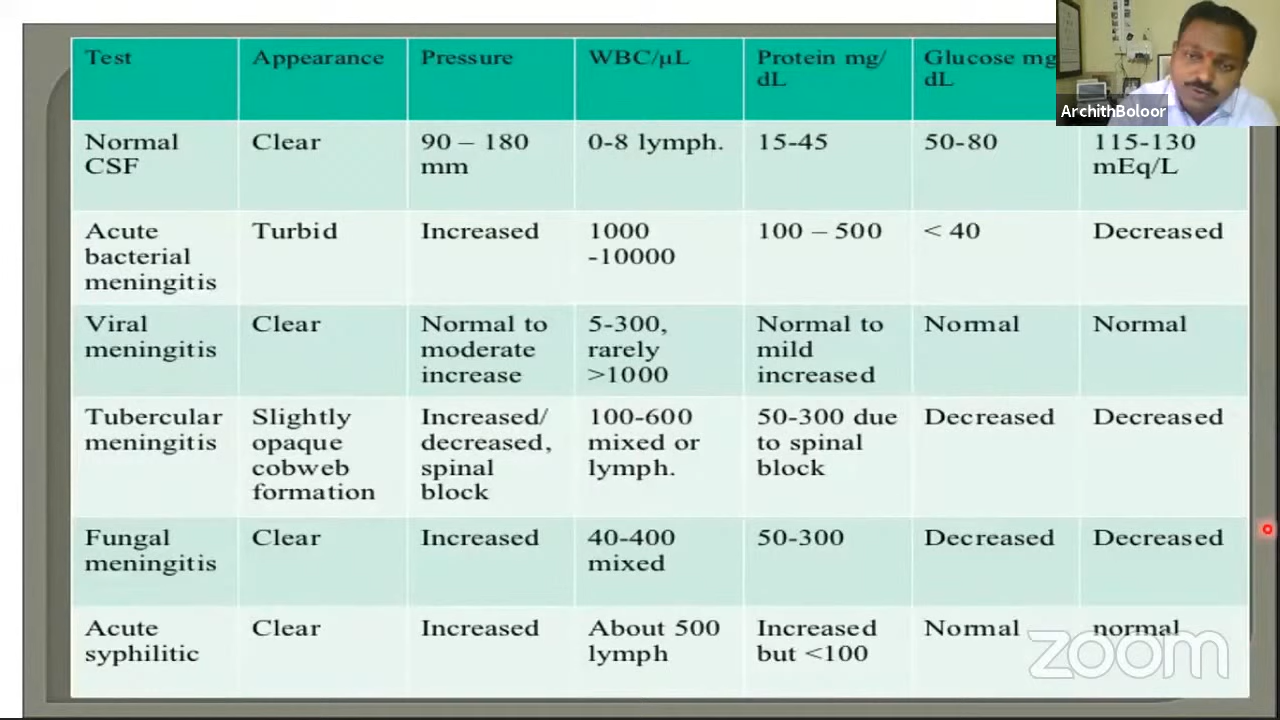 Test Appearance Pressure WBC/µL Protein mg/ Glucose mg
dL dL
ArchithBoloor
Normal Clear 90 – 180 0-8 lymph. 15-45 50-80 115-130
CSF mm mEq/L
Acute Turbid Increased 1000 100 – 500 < 40 Decreased
bacterial -10000
meningitis
Viral Clear Normal to 5-300, Normal to Normal Normal
meningitis moderate rarely mild
increase >1000 increased
Tubercular Slightly Increased/ 100-600 50-300 due Decreased Decreased
meningitis opaque decreased, mixed or to spinal
cobweb spinal lymph. block
formation block
Fungal Clear Increased 40-400 50-300 Decreased Decreased
meningitis mixed
Acute Clear Increased About 500 Increased Normal normal
syphilitic lymph but <100
zoom